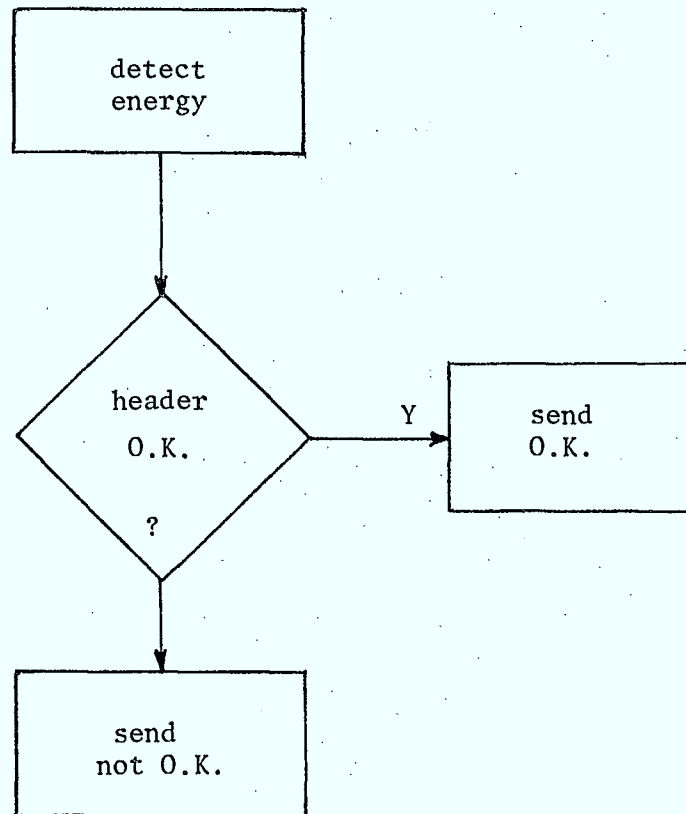 detect
energy
header
O.K.
?
Y
send
O.K.
send
not O.K.